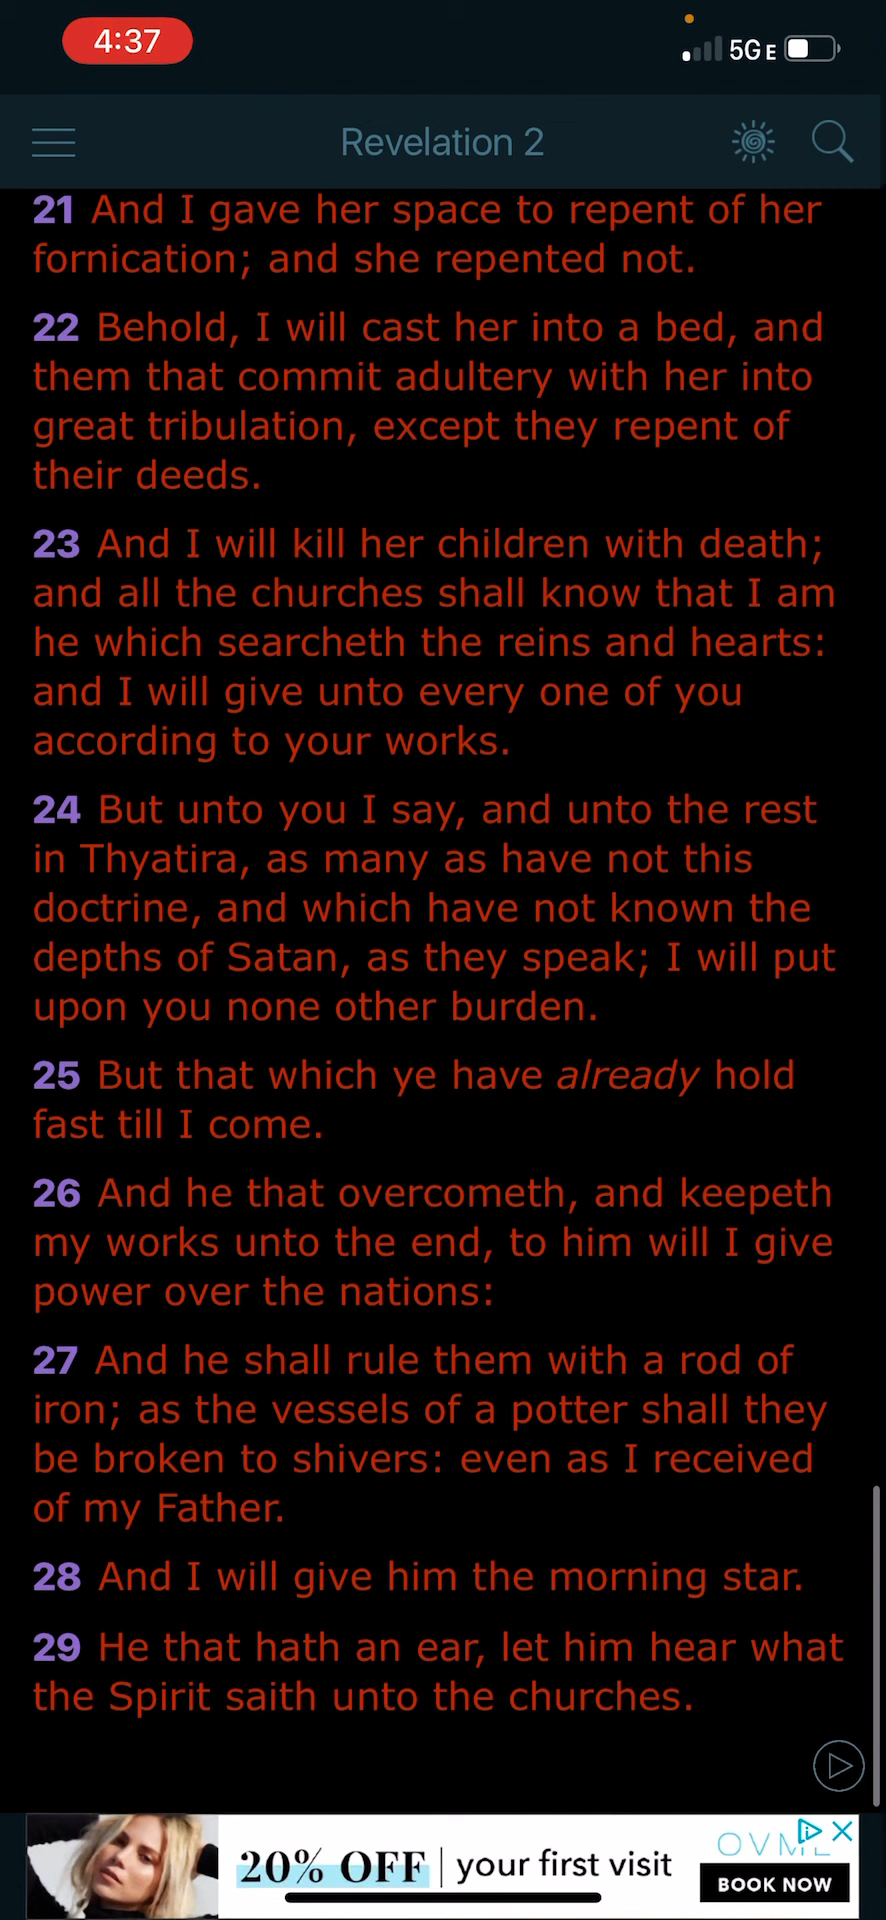 4:37
5GE
Revelation 2
21 And I gave her space to repent of her
fornication; and she repented not.
22 Behold, I will cast her into a bed, and
them that commit adultery with her into
great tribulation, except they repent of
their deeds.
23 And I will kill her children with death;
and all the churches shall know that I am
he which searcheth the reins and hearts:
and I will give unto every one of you
according to your works.
24 But unto you I say, and unto the rest
in Thyatira, as many as have not this
doctrine, and which have not known the
depths of Satan, as they speak; I will put
upon you none other burden.
25 But that which ye have already hold
fast till I come.
26 And he that overcometh, and keepeth
my works unto the end, to him will I give
power over the nations:
27 And he shall rule them with a rod of
iron; as the vessels of a potter shall they
be broken to shivers: even as I received
of my Father.
28 And I will give him the morning star.
29 He that hath an ear, let him hear what
the Spirit saith unto the churches.
20% OFF | your first visit
OVME
BOOK NOW